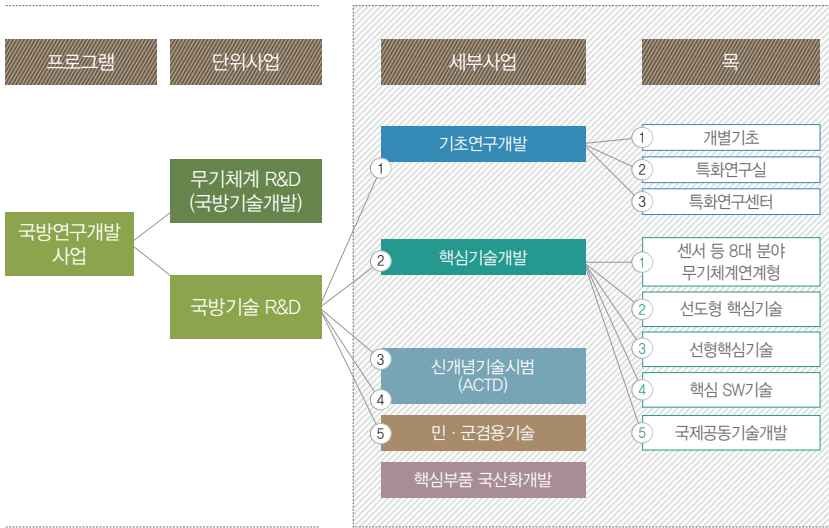 프로그램
단위사업
세부사업
목
국방연구개발
사업
무기체계 R&D
(국방기술개발)
국방기술 R&D
1
기초연구개발
1
개별기초
2
특화연구실
3
특화연구센터
2
핵심기술개발
1
센서 등 8대 분야
무기체계연계형
2
선도형 핵심기술
3
선형핵심기술
4
핵심 SW기술
5
국제공동기술개발
3
신개념기술시범
(ACTD)
4
5
민 · 군겸용기술
핵심부품 국산화개발